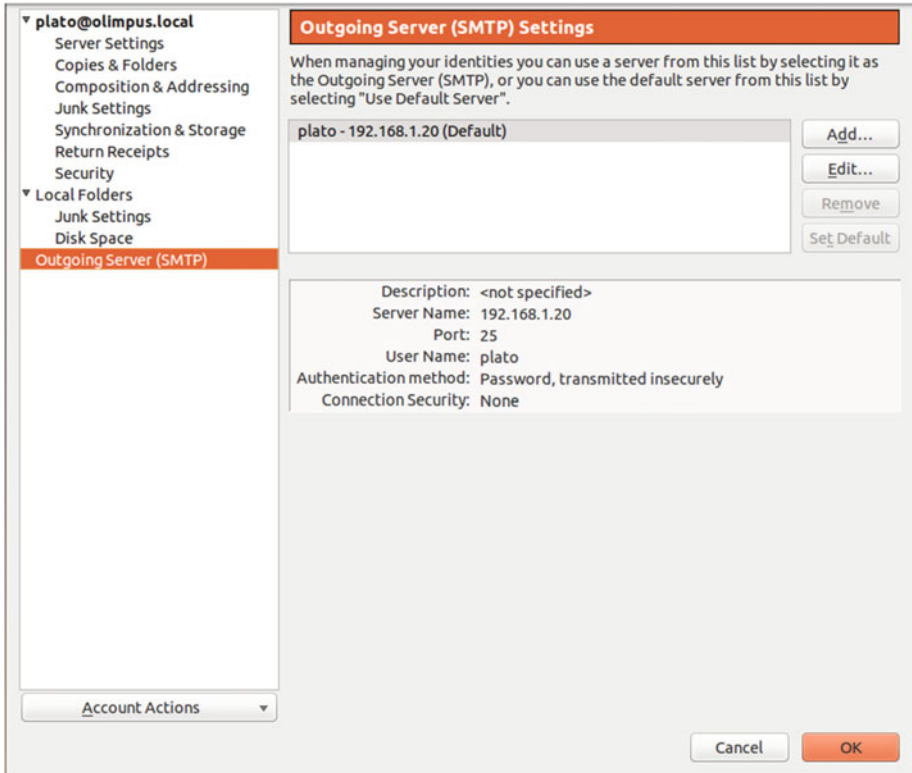 plato@olimpus.local
Server Settings
Copies & Folders
Composition & Addressing
Junk Settings
Synchronization & Storage
Return Receipts
Security
Local Folders
Junk Settings
Disk Space
Outgoing Server (SMTP)
Account Actions
Outgoing Server (SMTP) Settings
When managing your identities you can use a server from this list by selecting it as
the Outgoing Server (SMTP), or you can use the default server from this list by
selecting "Use Default Server".
plato - 192.168.1.20 (Default)
Add...
Edit...
Remove
Set Default
Description: <not specified>
Server Name: 192.168.1.20
Port: 25
User Name: plato
Authentication method: Password, transmitted insecurely
Connection Security: None
Cancel
OK